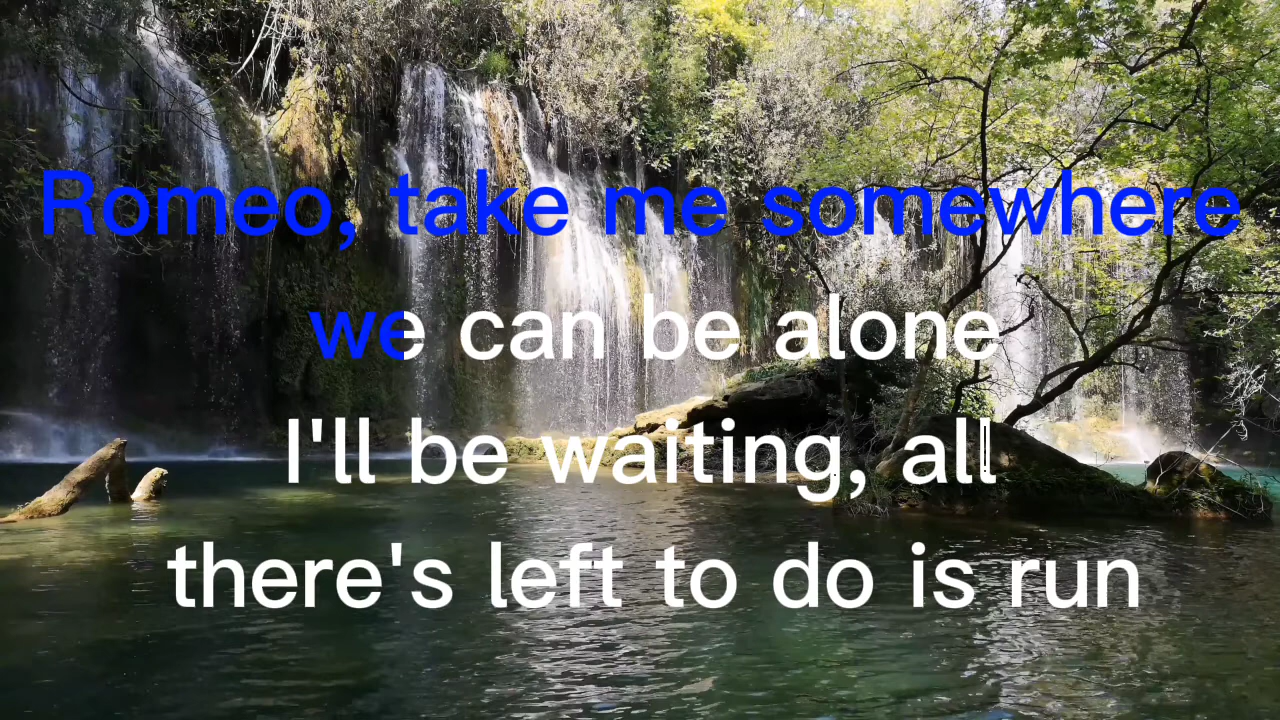 Romeo, take me somewhere
we can be alone
I'll be waiting, all
there's left to do is run